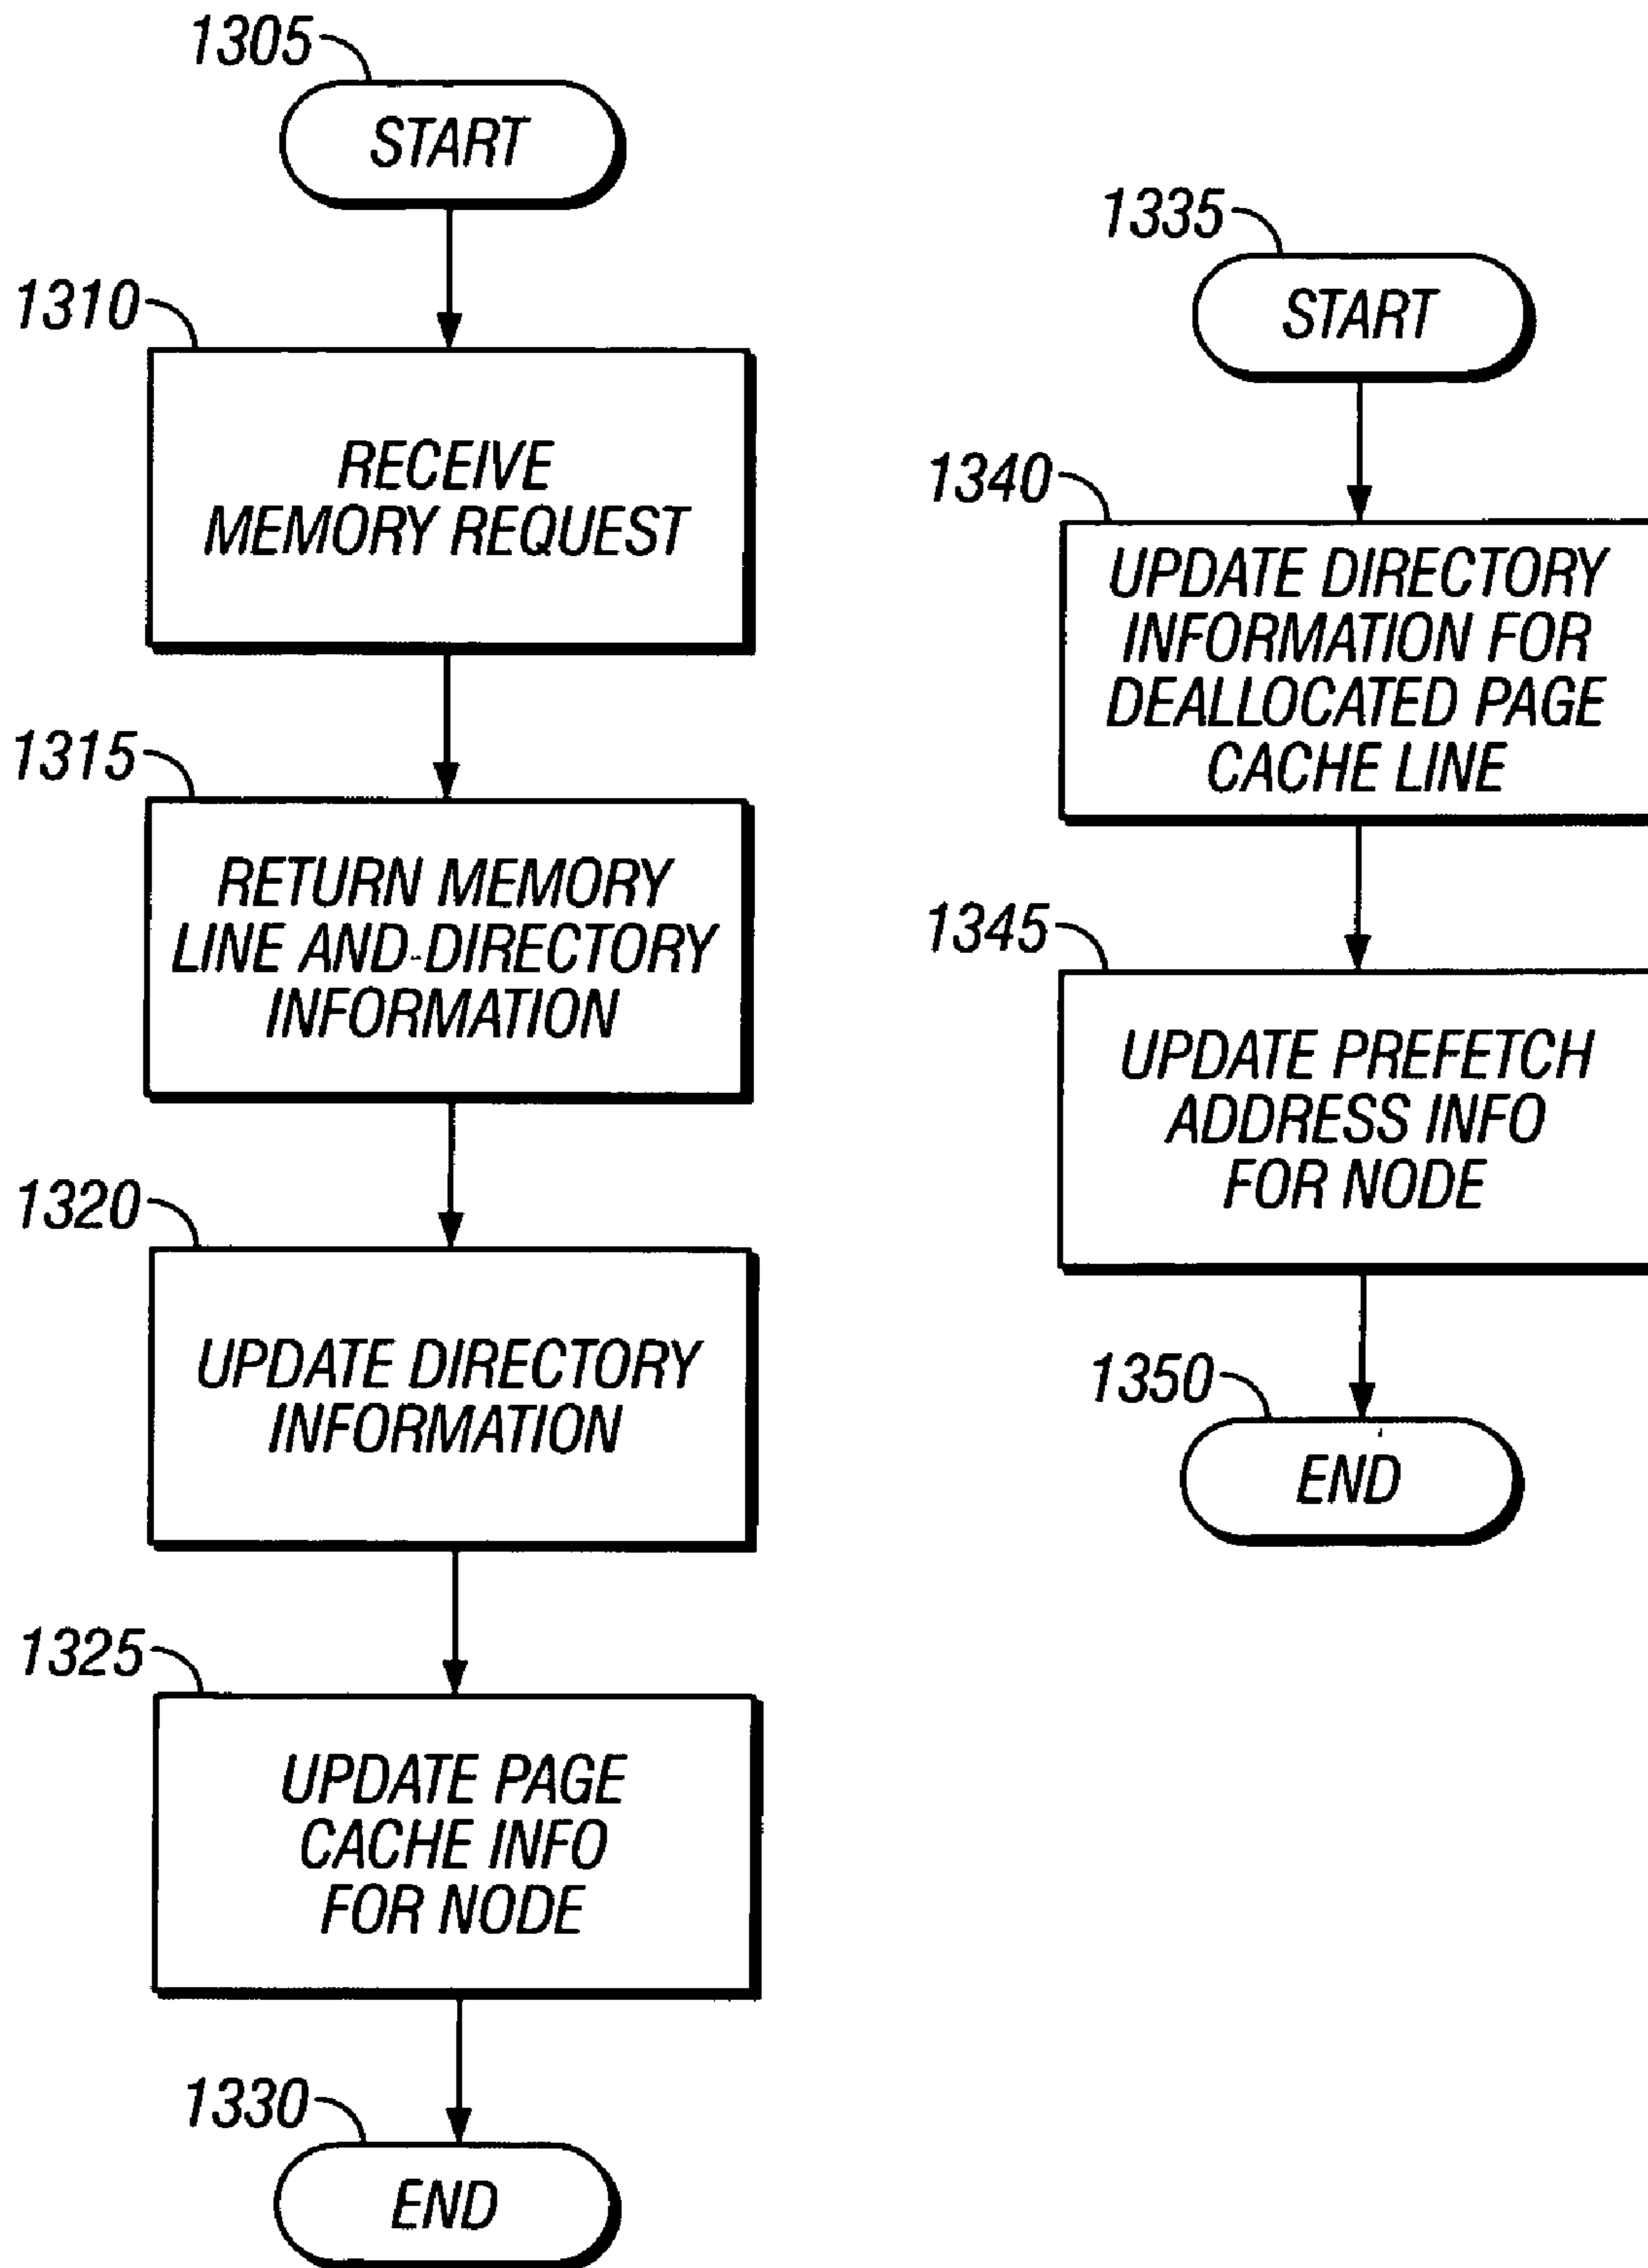 1305
START
1310
RECEIVE
MEMORY REQUEST
1315
RETURN MEMORY
LINE AND DIRECTORY
INFORMATION
1320
UPDATE DIRECTORY
INFORMATION
1325
UPDATE PAGE
CACHE INFO
FOR NODE
1330
END
1335
START
1340
UPDATE DIRECTORY
INFORMATION FOR
DEALLOCATED PAGE
CACHE LINE
1345
UPDATE PREFETCH
ADDRESS INFO
FOR NODE
1350
END